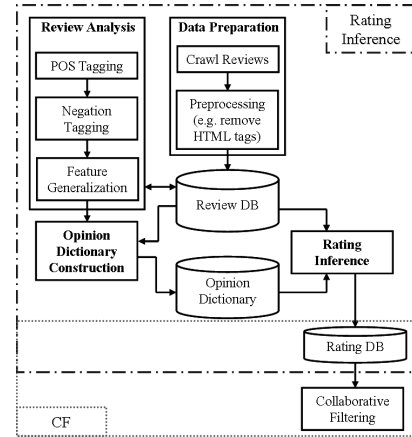 Review Analysis
POS Tagging
Negation
Tagging
Feature
Generalization
Data Preparation
Crawl Reviews
Preprocessing
(e.g. remove
HTML tags)
Rating
Inference
Review DB
Opinion
Dictionary
Construction
Opinion
Dictionary
Rating
Inference
Rating DB
Collaborative
Filtering
CF